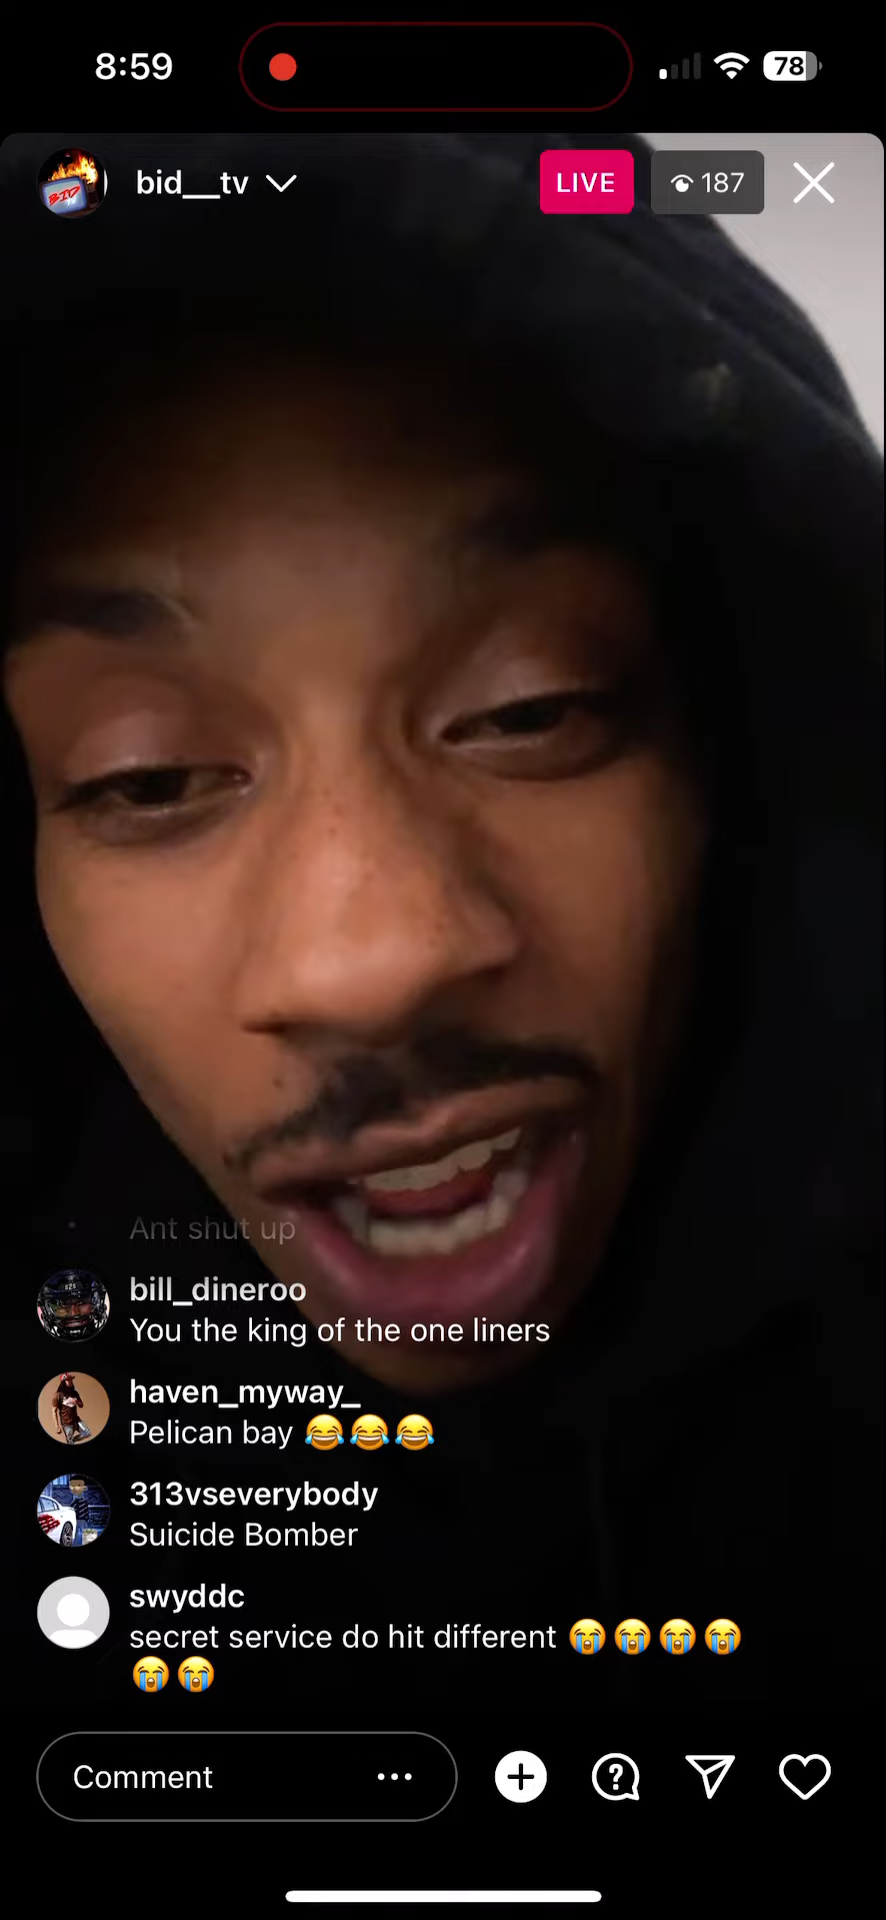 8:59
78
bid__tv
LIVE
187
BID
Ant shut up
bill_dineroo
You the king of the one liners
haven_myway_
Pelican bay 😂😂😂
313vseverybody
Suicide Bomber
swyddc
secret service do hit different 😭😭😭😭
😭😭
Comment